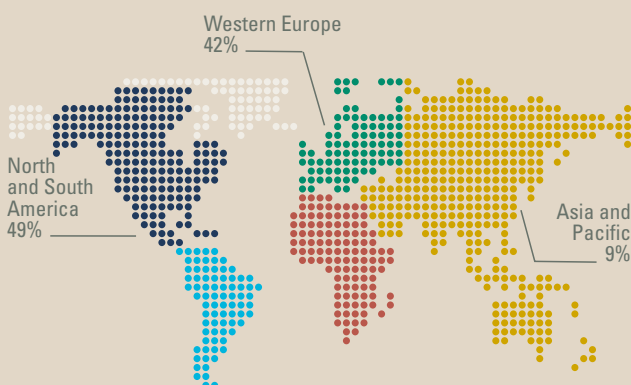 Western Europe
42%
North
and South
America
49%
Asia and
Pacific
9%